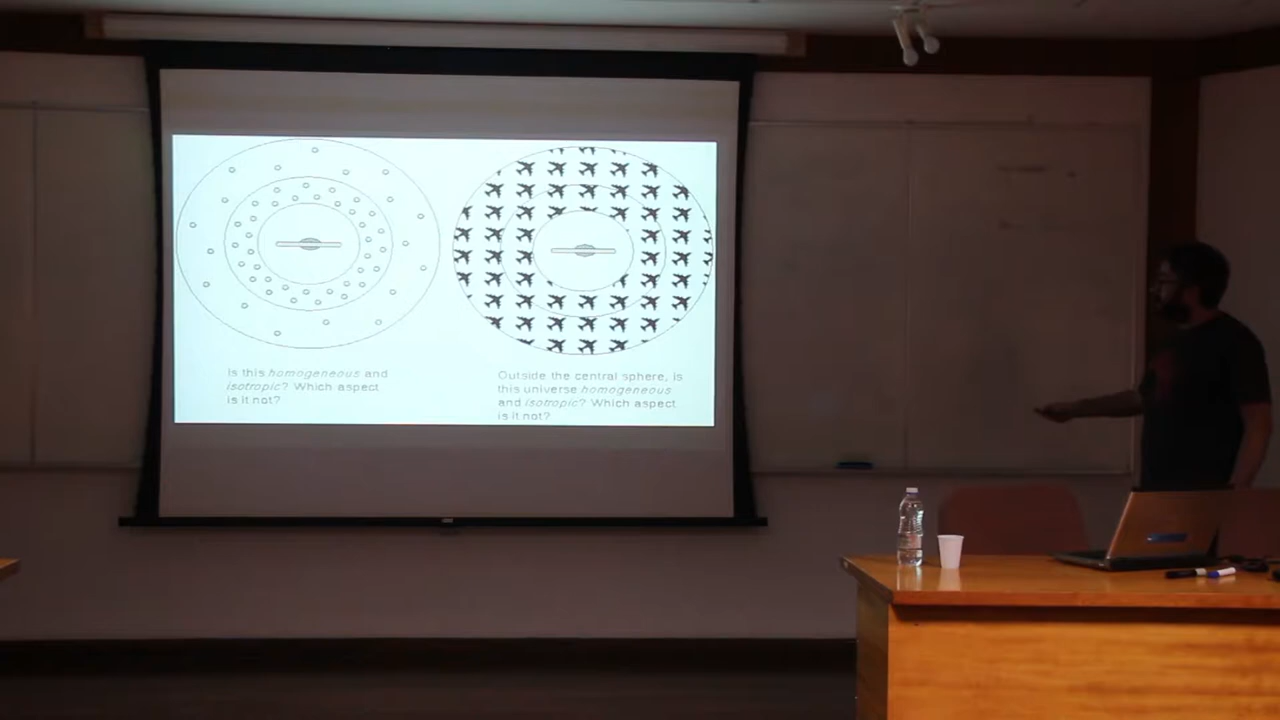 Is this homogeneous and
isotropic? Which aspect
is it not?
Outside the central sphere, is
this universe homogeneous
and isotropic? Which aspect
is it not?